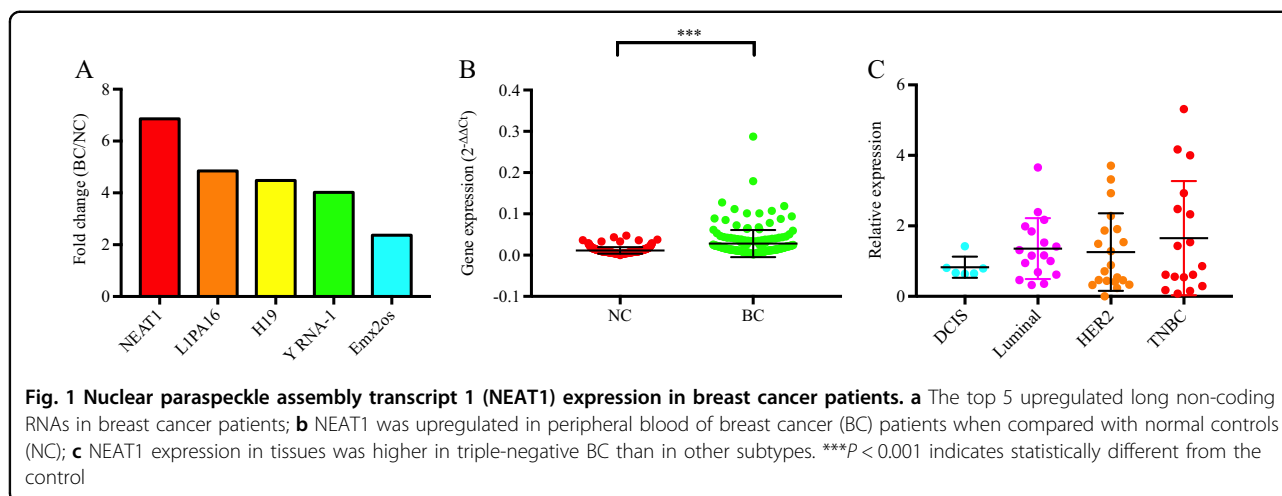 A
Fold change (BC/NC)
8
6
4
2
0
NEAT1
L1PA16
H19
Y RNA-1
Emx2os
B
***
Gene expression (2-ΔΔCt)
0.4
0.3
0.2
0.1
0.0
-0.1
NC
BC
C
Relative expression
6
4
2
0
DCIS
Luminal
HER2
TNBC
Fig. 1 Nuclear paraspeckle assembly transcript 1 (NEAT1) expression in breast cancer patients. a The top 5 upregulated long non-coding
RNAs in breast cancer patients; b NEAT1 was upregulated in peripheral blood of breast cancer (BC) patients when compared with normal controls
(NC); c NEAT1 expression in tissues was higher in triple-negative BC than in other subtypes. ***P < 0.001 indicates statistically different from the
control